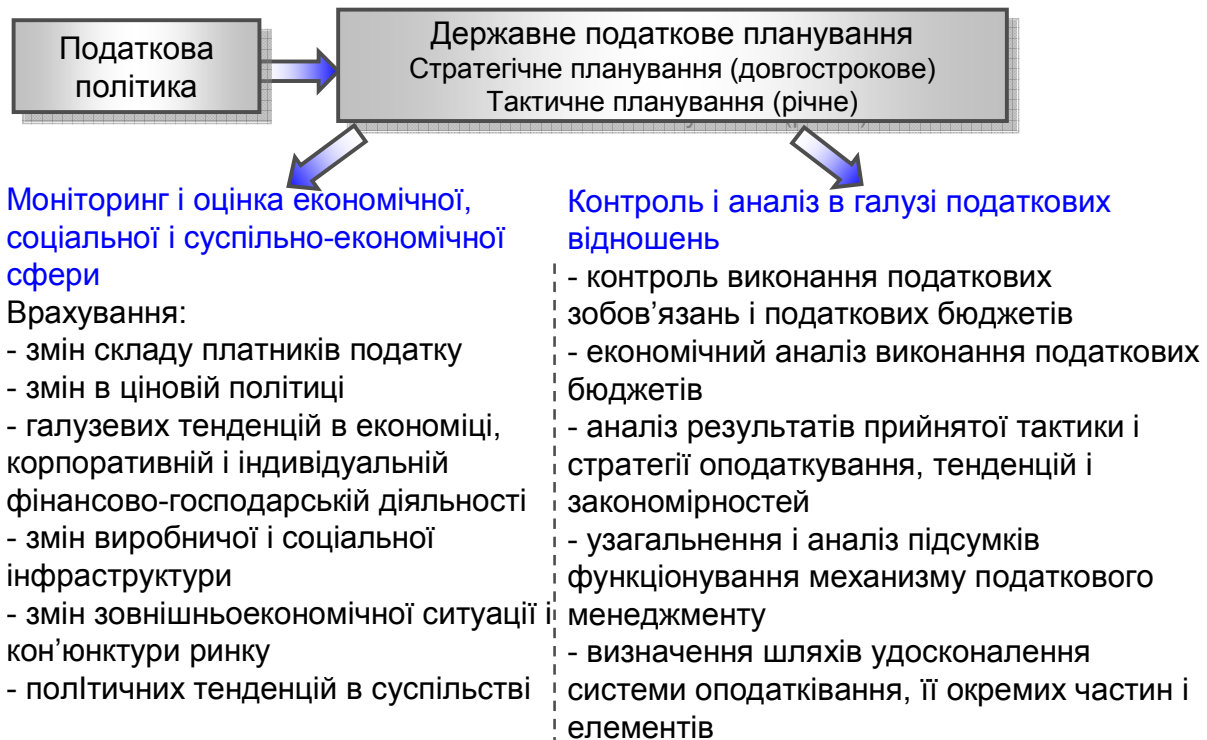 Податкова
політика
Державне податкове планування
Стратегічне планування (довгострокове)
Тактичне планування (річне)
Моніторинг і оцінка економічної,
соціальної і суспільно-економічної
сфери
Врахування:
- змін складу платників податку
- змін в ціновій політиці
- галузевих тенденцій в економіці,
корпоративній і індивідуальній
фінансово-господарській діяльності
- змін виробничої і соціальної
інфраструктури
- змін зовнішньоекономічної ситуації і
кон’юнктури ринку
- полІтичних тенденцій в суспільстві
Контроль і аналіз в галузі податкових
відношень
- контроль виконання податкових
зобов’язань і податкових бюджетів
- економічний аналіз виконання податкових
бюджетів
- аналіз результатів прийнятої тактики і
стратегії оподаткування, тенденцій і
закономірностей
- узагальнення і аналіз підсумків
функціонування механізму податкового
менеджменту
- визначення шляхів удосконалення
системи оподатківання, її окремих частин і
елементів